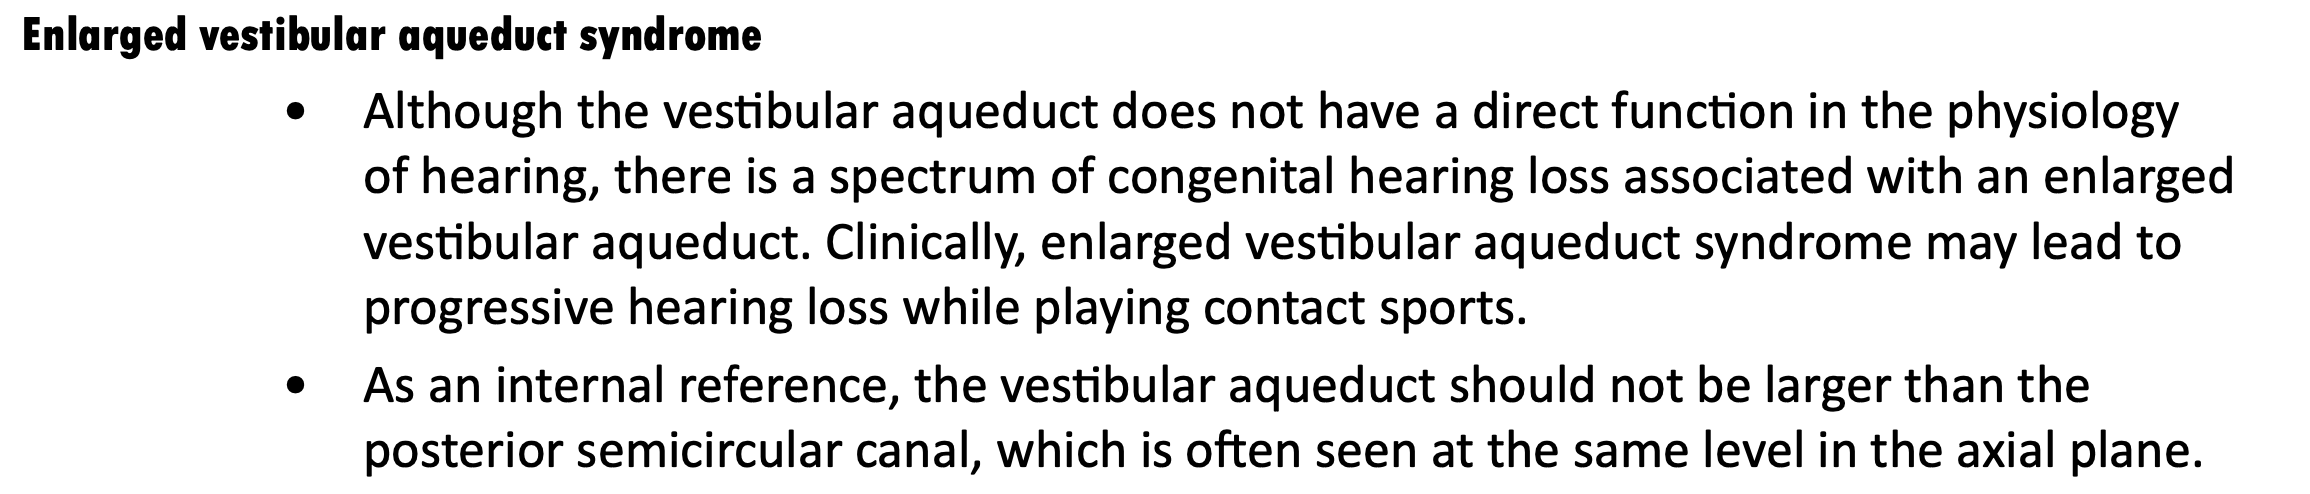 Enlarged vestibular aqueduct syndrome
• Although the vestibular aqueduct does not have a direct function in the physiology
of hearing, there is a spectrum of congenital hearing loss associated with an enlarged
vestibular aqueduct. Clinically, enlarged vestibular aqueduct syndrome may lead to
progressive hearing loss while playing contact sports.
• As an internal reference, the vestibular aqueduct should not be larger than the
posterior semicircular canal, which is often seen at the same level in the axial plane.